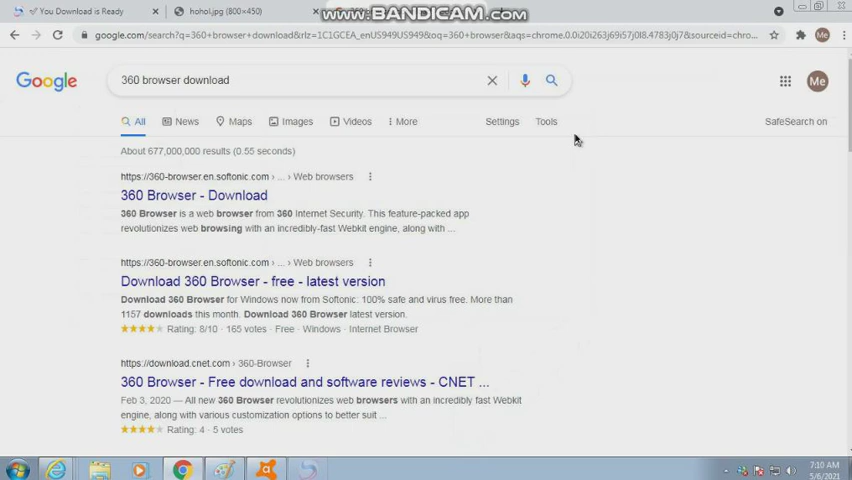 ✓ You Download is Ready
hohol.jpg (800×450)
www.BANDICAM.com
google.com/search?q=360+browser+download&rlz=1C1GCEA_enUS949US949&oq=360+browser&aqs=chrome.0.0i20i263j69i57j0l8.4783j0j7&sourceid=chrom...
Me
Google
360 browser download
Me
All
News
Maps
Images
Videos
More
Settings
Tools
SafeSearch on
About 677,000,000 results (0.55 seconds)
https://360-browser.en.softonic.com › ... › Web browsers
360 Browser - Download
360 Browser is a web browser from 360 Internet Security. This feature-packed app
revolutionizes web browsing with an incredibly-fast Webkit engine, along with ...
https://360-browser.en.softonic.com › ... › Web browsers
Download 360 Browser - free - latest version
Download 360 Browser for Windows now from Softonic. 100% safe and virus free. More than
1157 downloads this month. Download 360 Browser latest version.
Rating: 8/10 · 165 votes · Free · Windows · Internet Browser
https://download.cnet.com › 360-Browser
360 Browser - Free download and software reviews - CNET ...
Feb 3, 2020 — All new 360 Browser revolutionizes web browsers with an incredibly fast Webkit
engine, along with various customization options to better suit ...
Rating: 4 · 5 votes
7:10 AM
5/6/2021